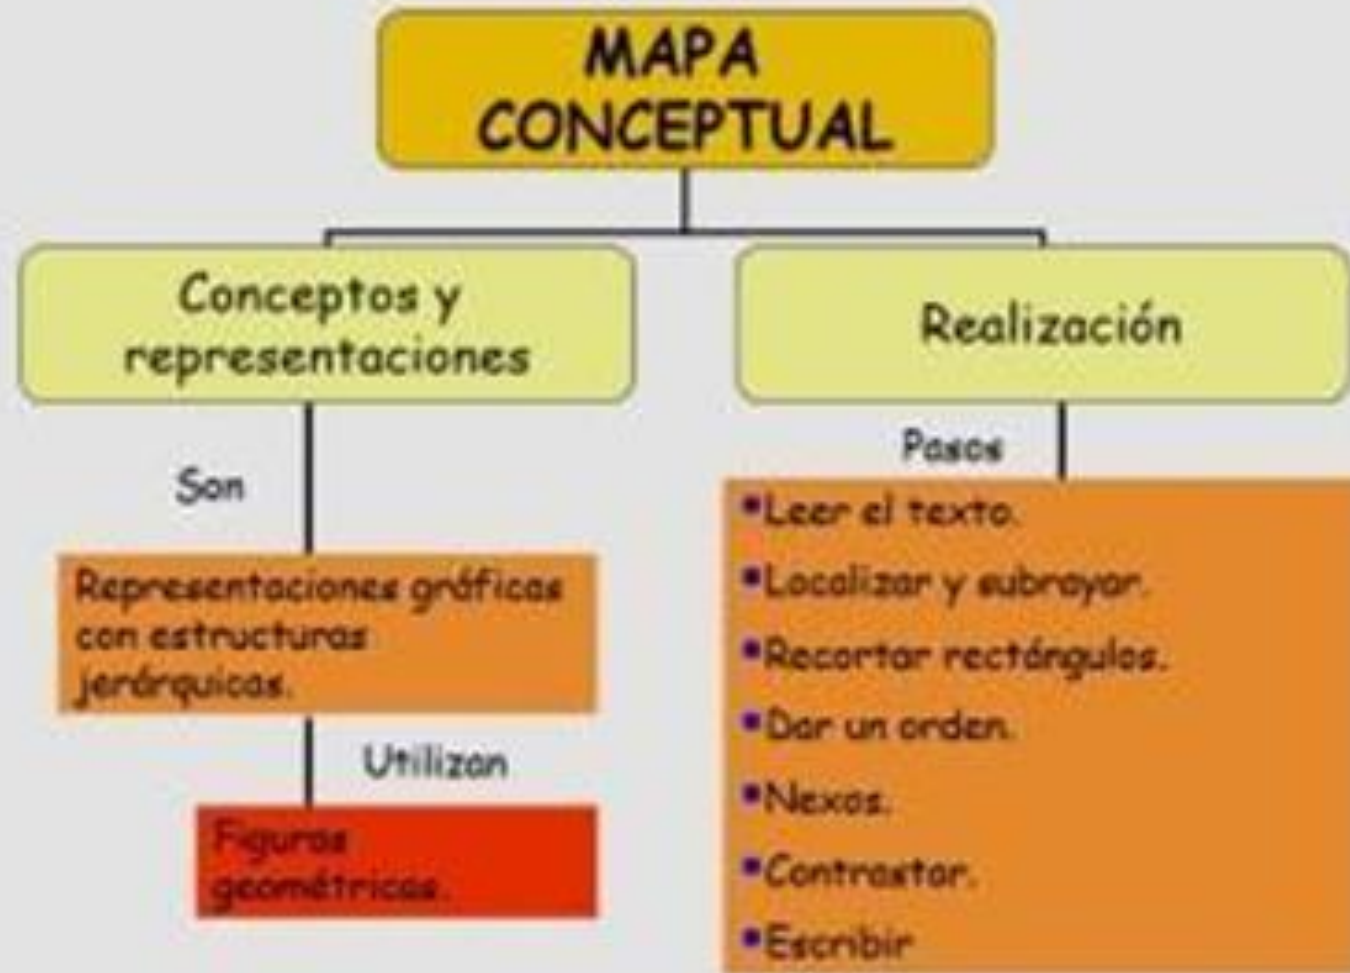 MAPA
CONCEPTUAL
Conceptos y
representaciones
Son
Representaciones gráficas
con estructuras
jerárquicas.
Utilizan
Figuras
geométricas.
Realización
Pasos
•Leer el texto.
•Localizar y subrayar.
•Recortar rectángulos.
•Dar un orden.
•Nexos.
•Contrastar.
•Escribir